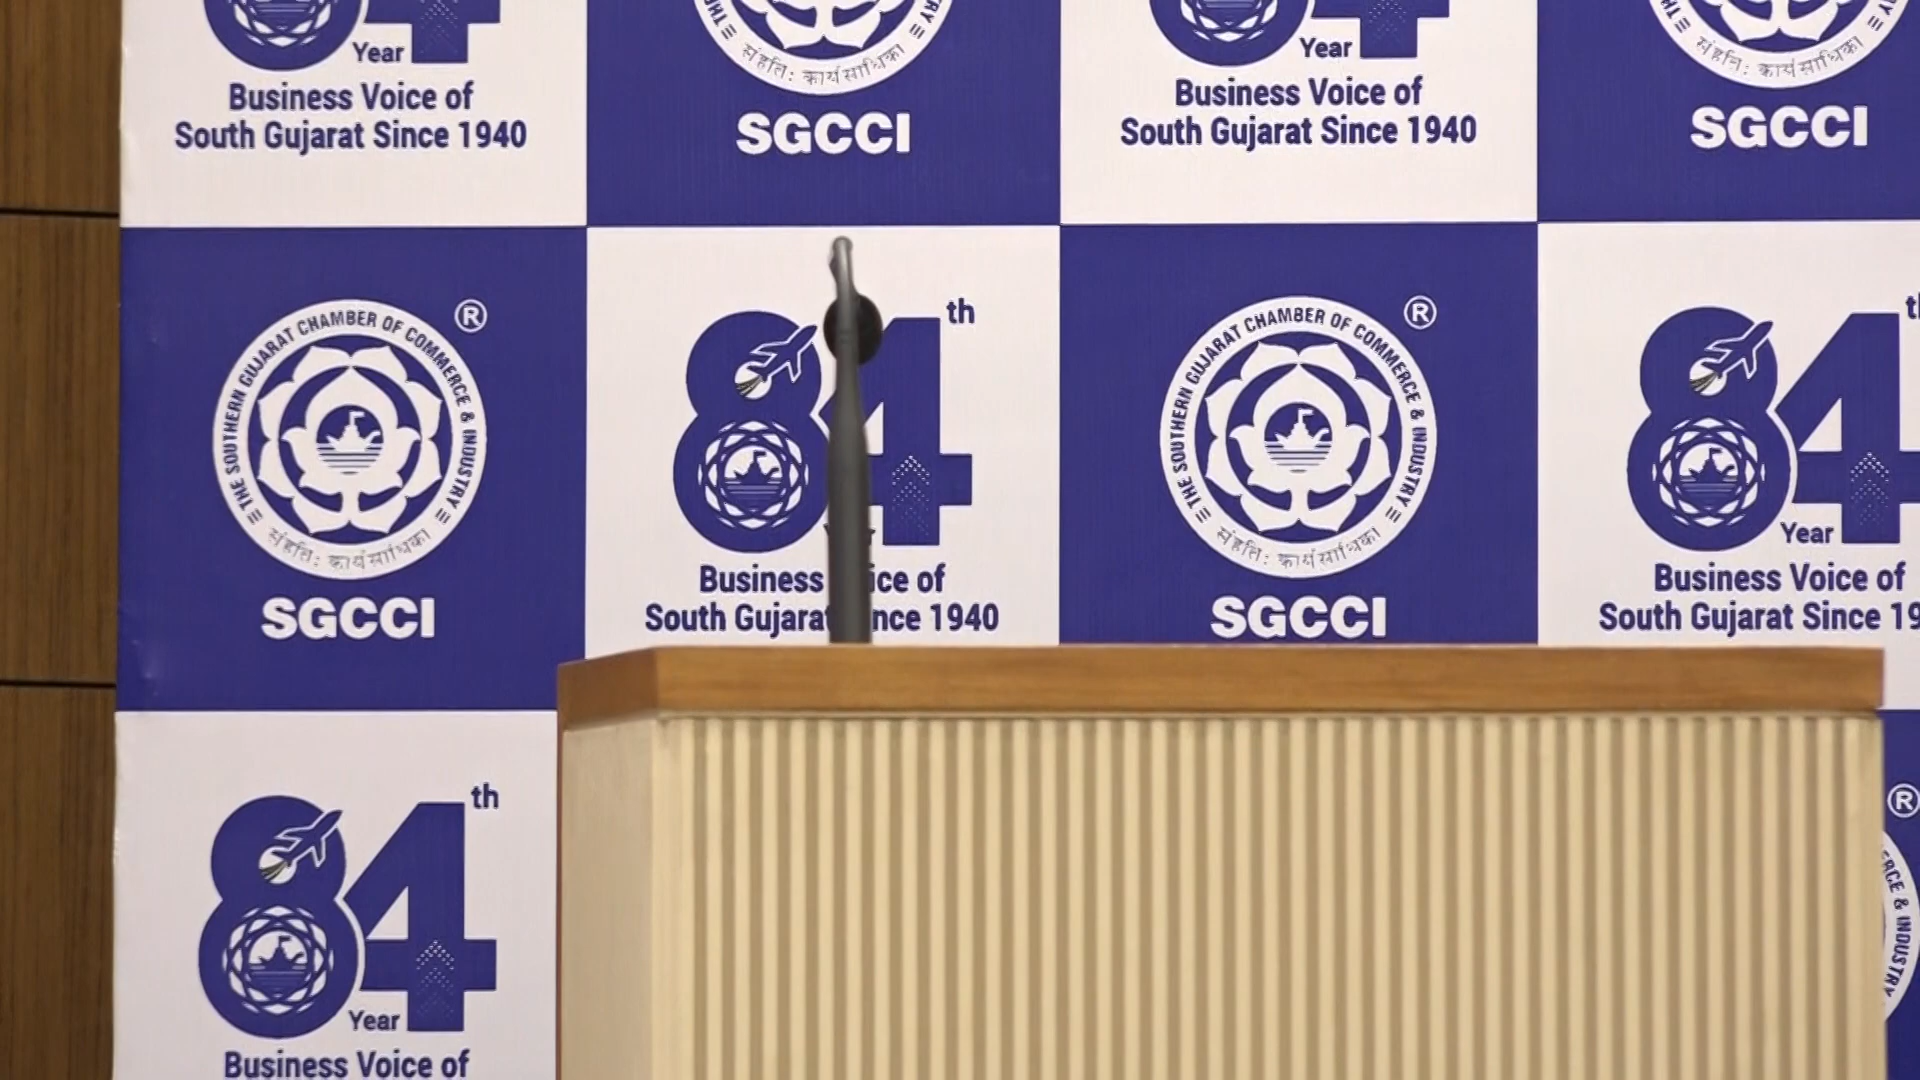 Year
Business Voice of
South Gujarat Since 1940
संहति: कार्यसाधिका
SGCCI
Year
Business Voice of
South Gujarat Since 1940
संहति: कार्यसाधिका
SGCCI
®
≡ THE SOUTHERN GUJARAT CHAMBER OF COMMERCE & INDUSTRY ≡
संहति: कार्यसाधिका
SGCCI
84th
Business
of
South Gujarat
1940
®
≡ THE SOUTHERN GUJARAT CHAMBER OF COMMERCE & INDUSTRY ≡
संहति: कार्यसाधिका
SGCCI
84
Year
Business Voice of
South Gujarat Since
84th
Year
Business Voice of
®
& INDUSTRY